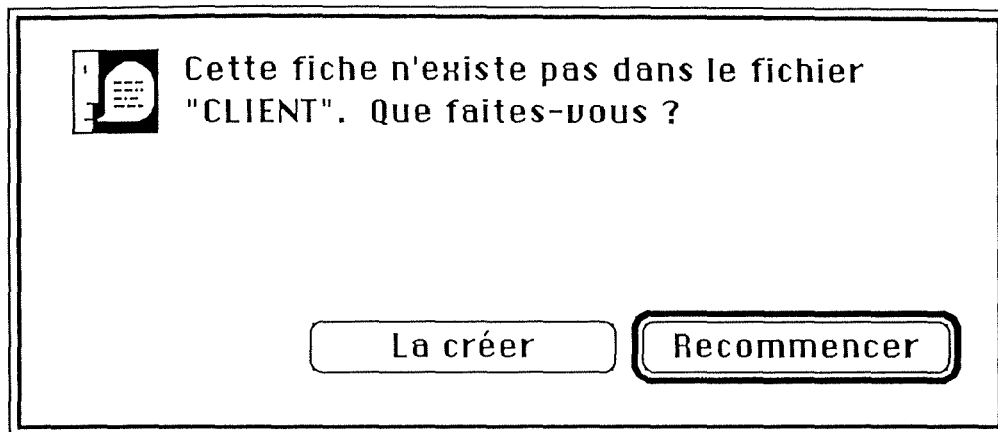 Cette fiche n'existe pas dans le fichier
"CLIENT". Que faites-vous ?
La créer
Recommencer